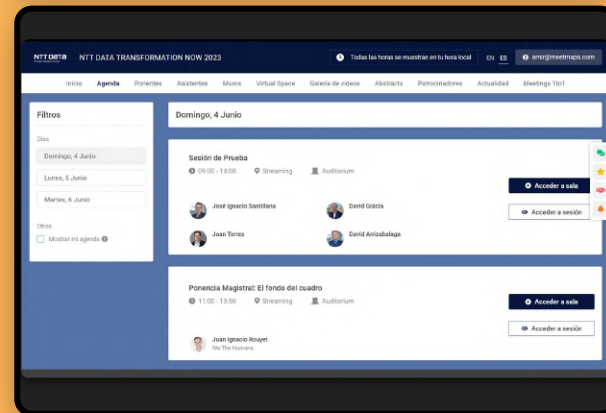 NTT DATA NTT DATA TRANSFORMATION NOW 2023 Todas las horas se muestran en tu hora local EN ES amir@meetmaps.com
Inicio Agenda Ponentes Asistentes Muros Virtual Space Galería de vídeos Abstracts Patrocinadores Actualidad Meetings 1to1
Filtros
Días
Domingo, 4 Junio
Lunes, 5 Junio
Martes, 6 Junio
Otros
Mostrar mi agenda
Domingo, 4 Junio
Sesión de Prueba
09:00 - 14:00 Streaming Auditorium
José Ignacio Santillana David Gracia
Joan Torres David Arrizabalaga
Acceder a sala
Acceder a sesión
Ponencia Magistral: El fondo del cuadro
11:00 - 13:50 Streaming Auditorium
Juan Ignacio Rouyet
We The Humans
Acceder a sala
Acceder a sesión